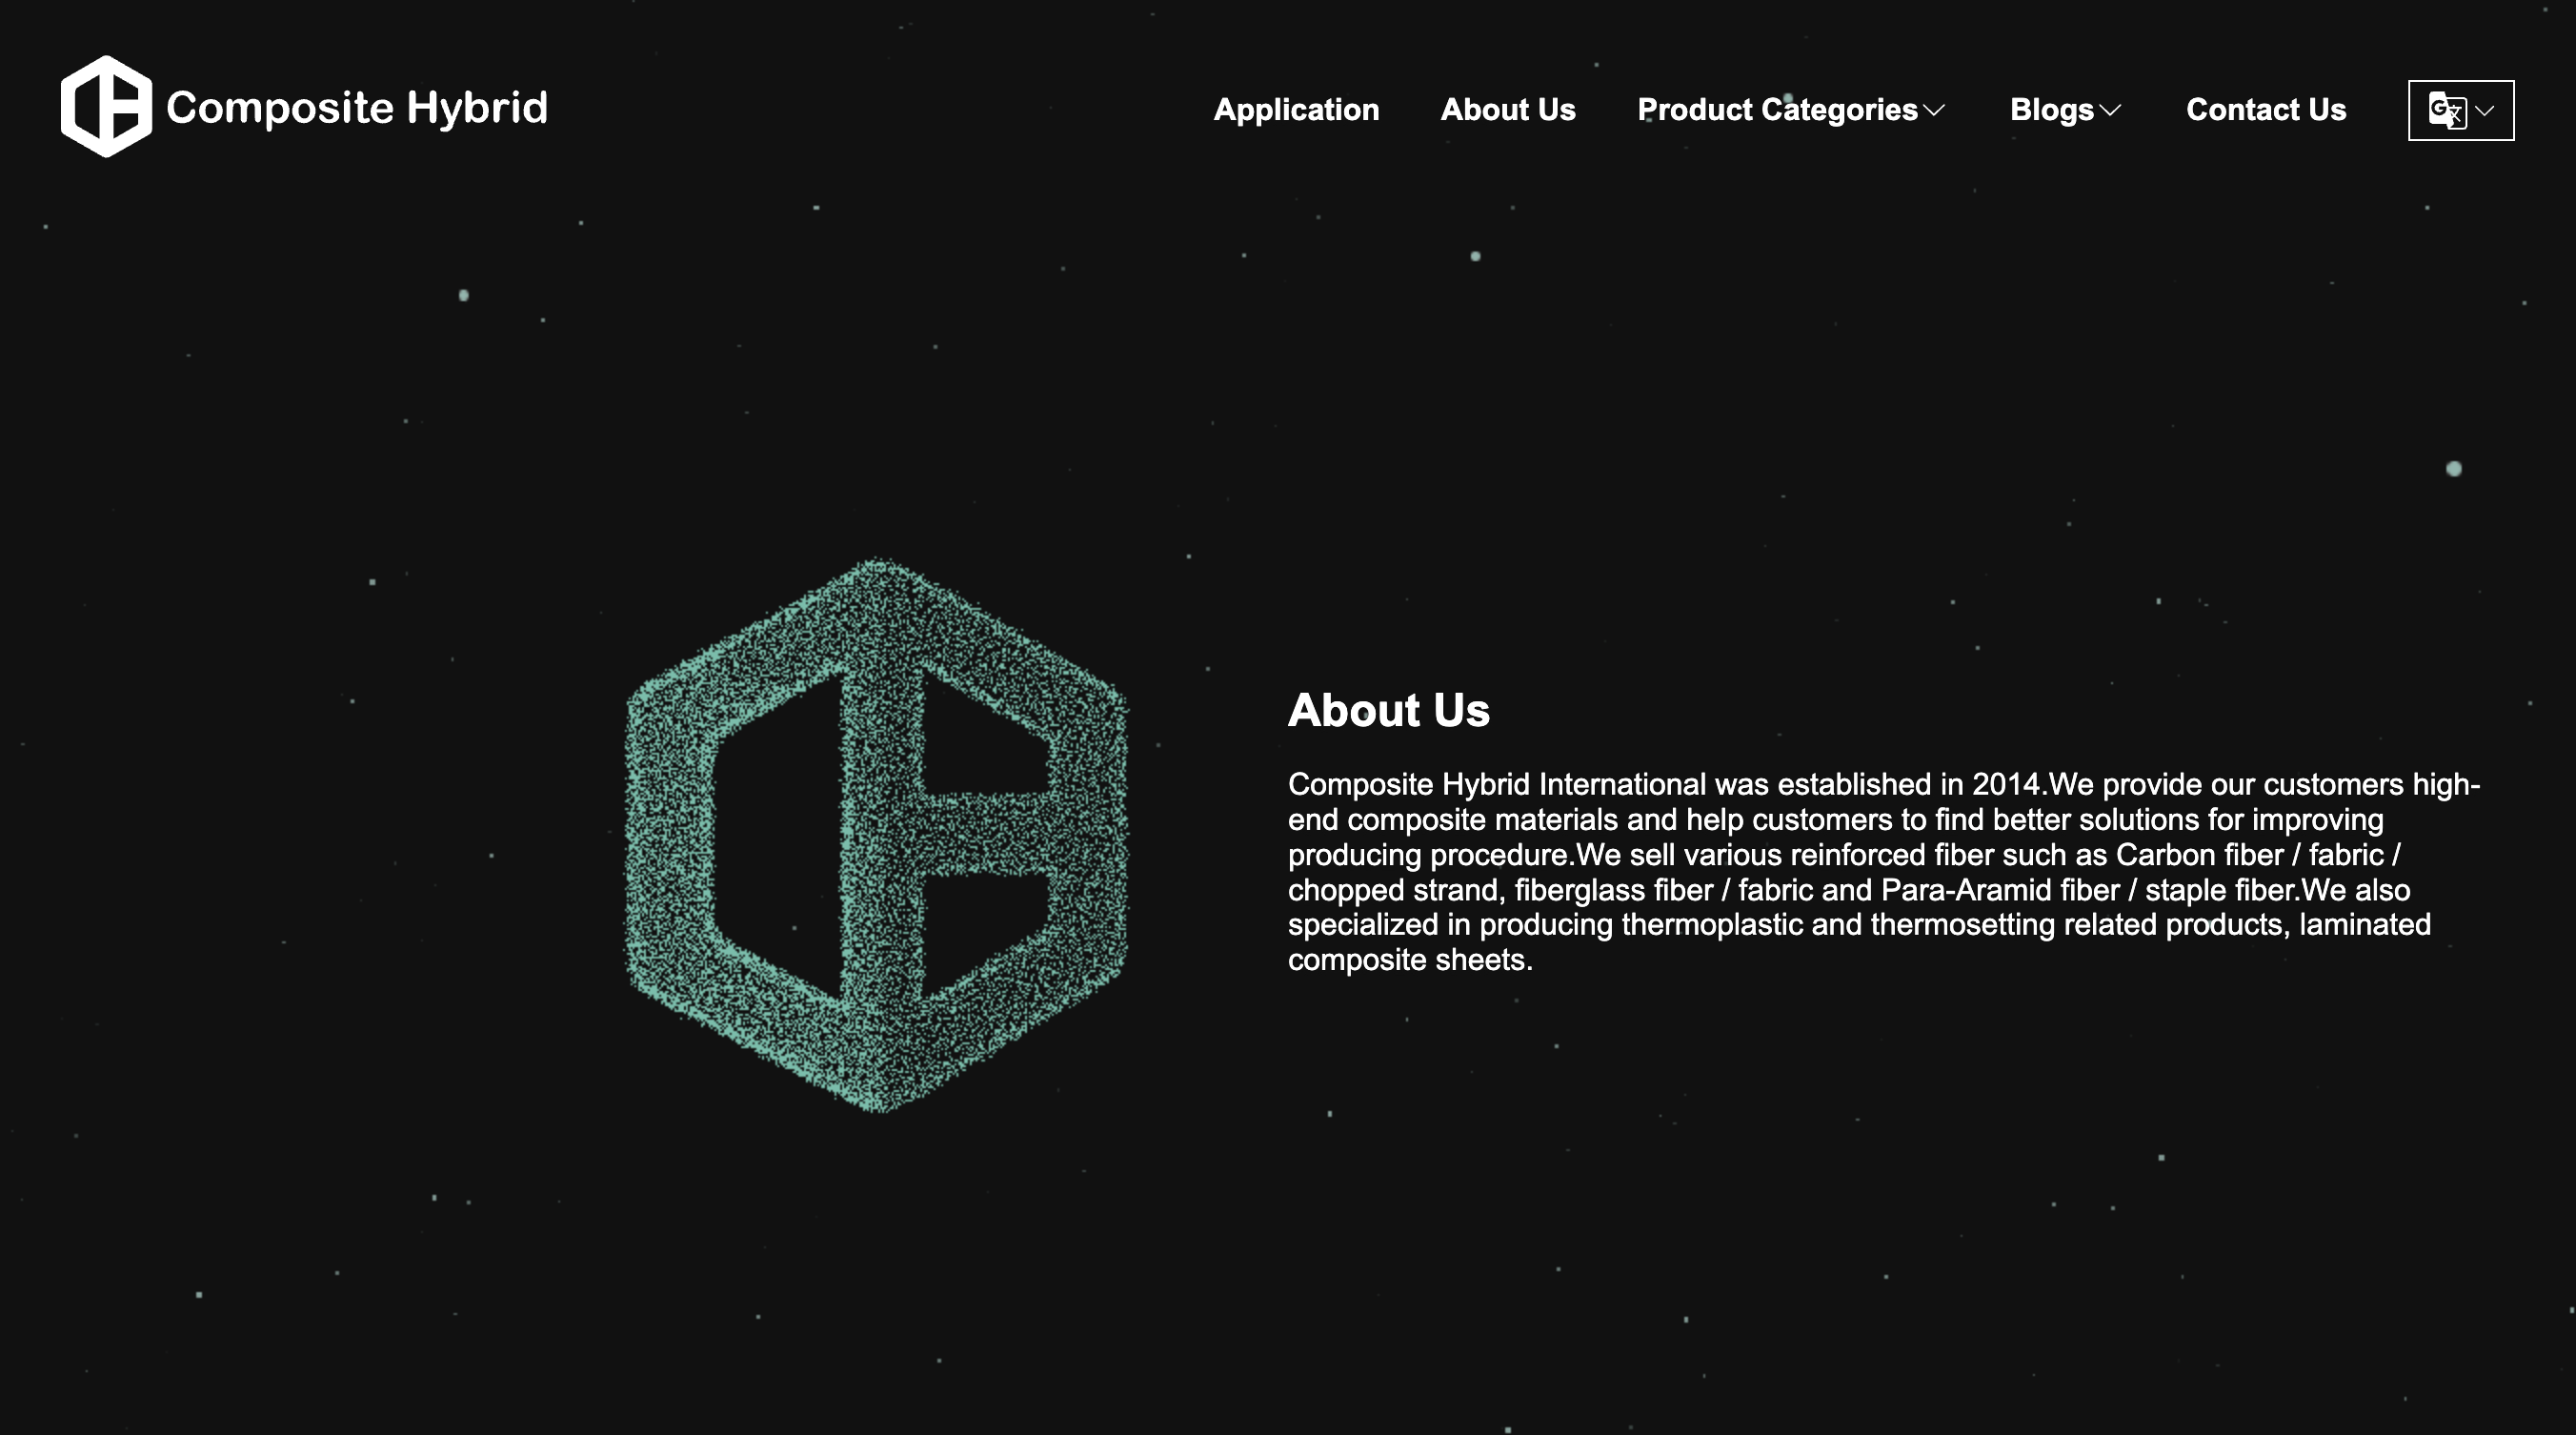 Composite Hybrid
Application
About Us
Product Categories
Blogs
Contact Us
G文
About Us
Composite Hybrid International was established in 2014.We provide our customers high-
end composite materials and help customers to find better solutions for improving
producing procedure.We sell various reinforced fiber such as Carbon fiber / fabric /
chopped strand, fiberglass fiber / fabric and Para-Aramid fiber / staple fiber.We also
specialized in producing thermoplastic and thermosetting related products, laminated
composite sheets.